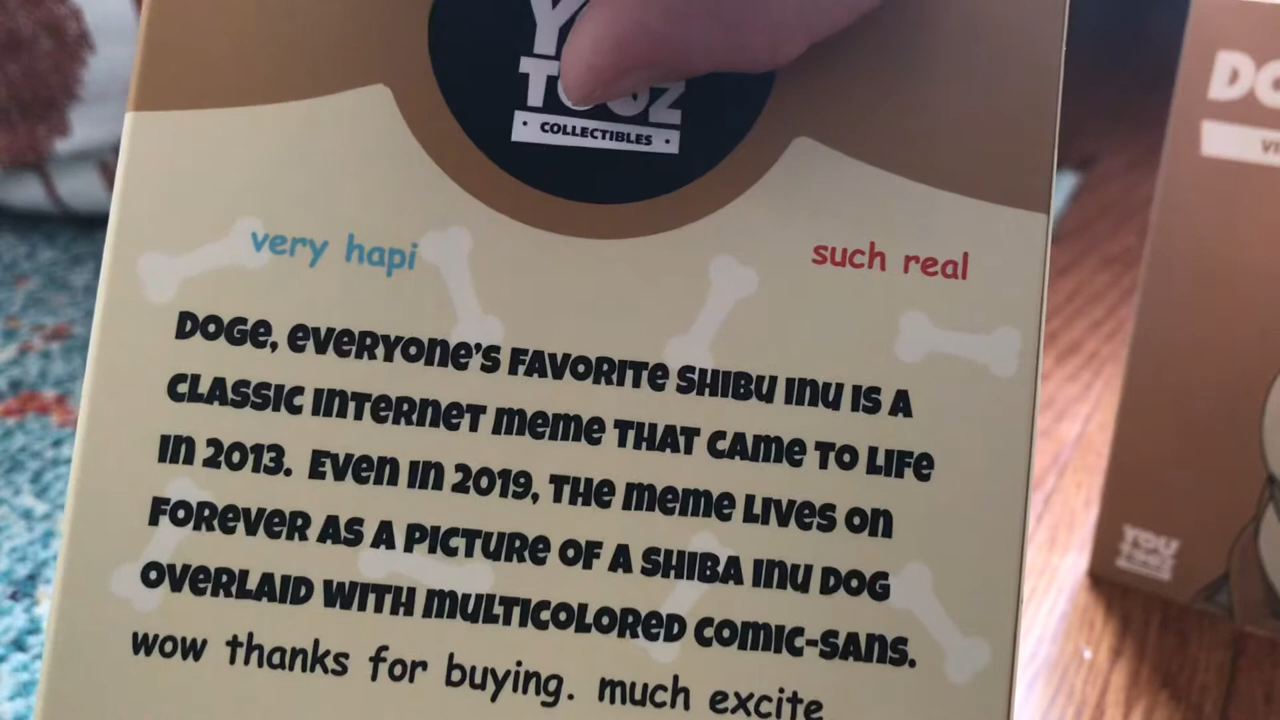 TOUZ
• COLLECTIBLES •
very hapi
such real
DOGE, EVERYONE'S FAVORITE SHIBU INU IS A
CLASSIC INTERNET MEME THAT CAME TO LIFE
IN 2013. EVEN IN 2019, THE MEME LIVES ON
FOREVER AS A PICTURE OF A SHIBA INU DOG
OVERLAID WITH MULTICOLORED COMIC-SANS.
wow thanks for buying. much excite
YOU